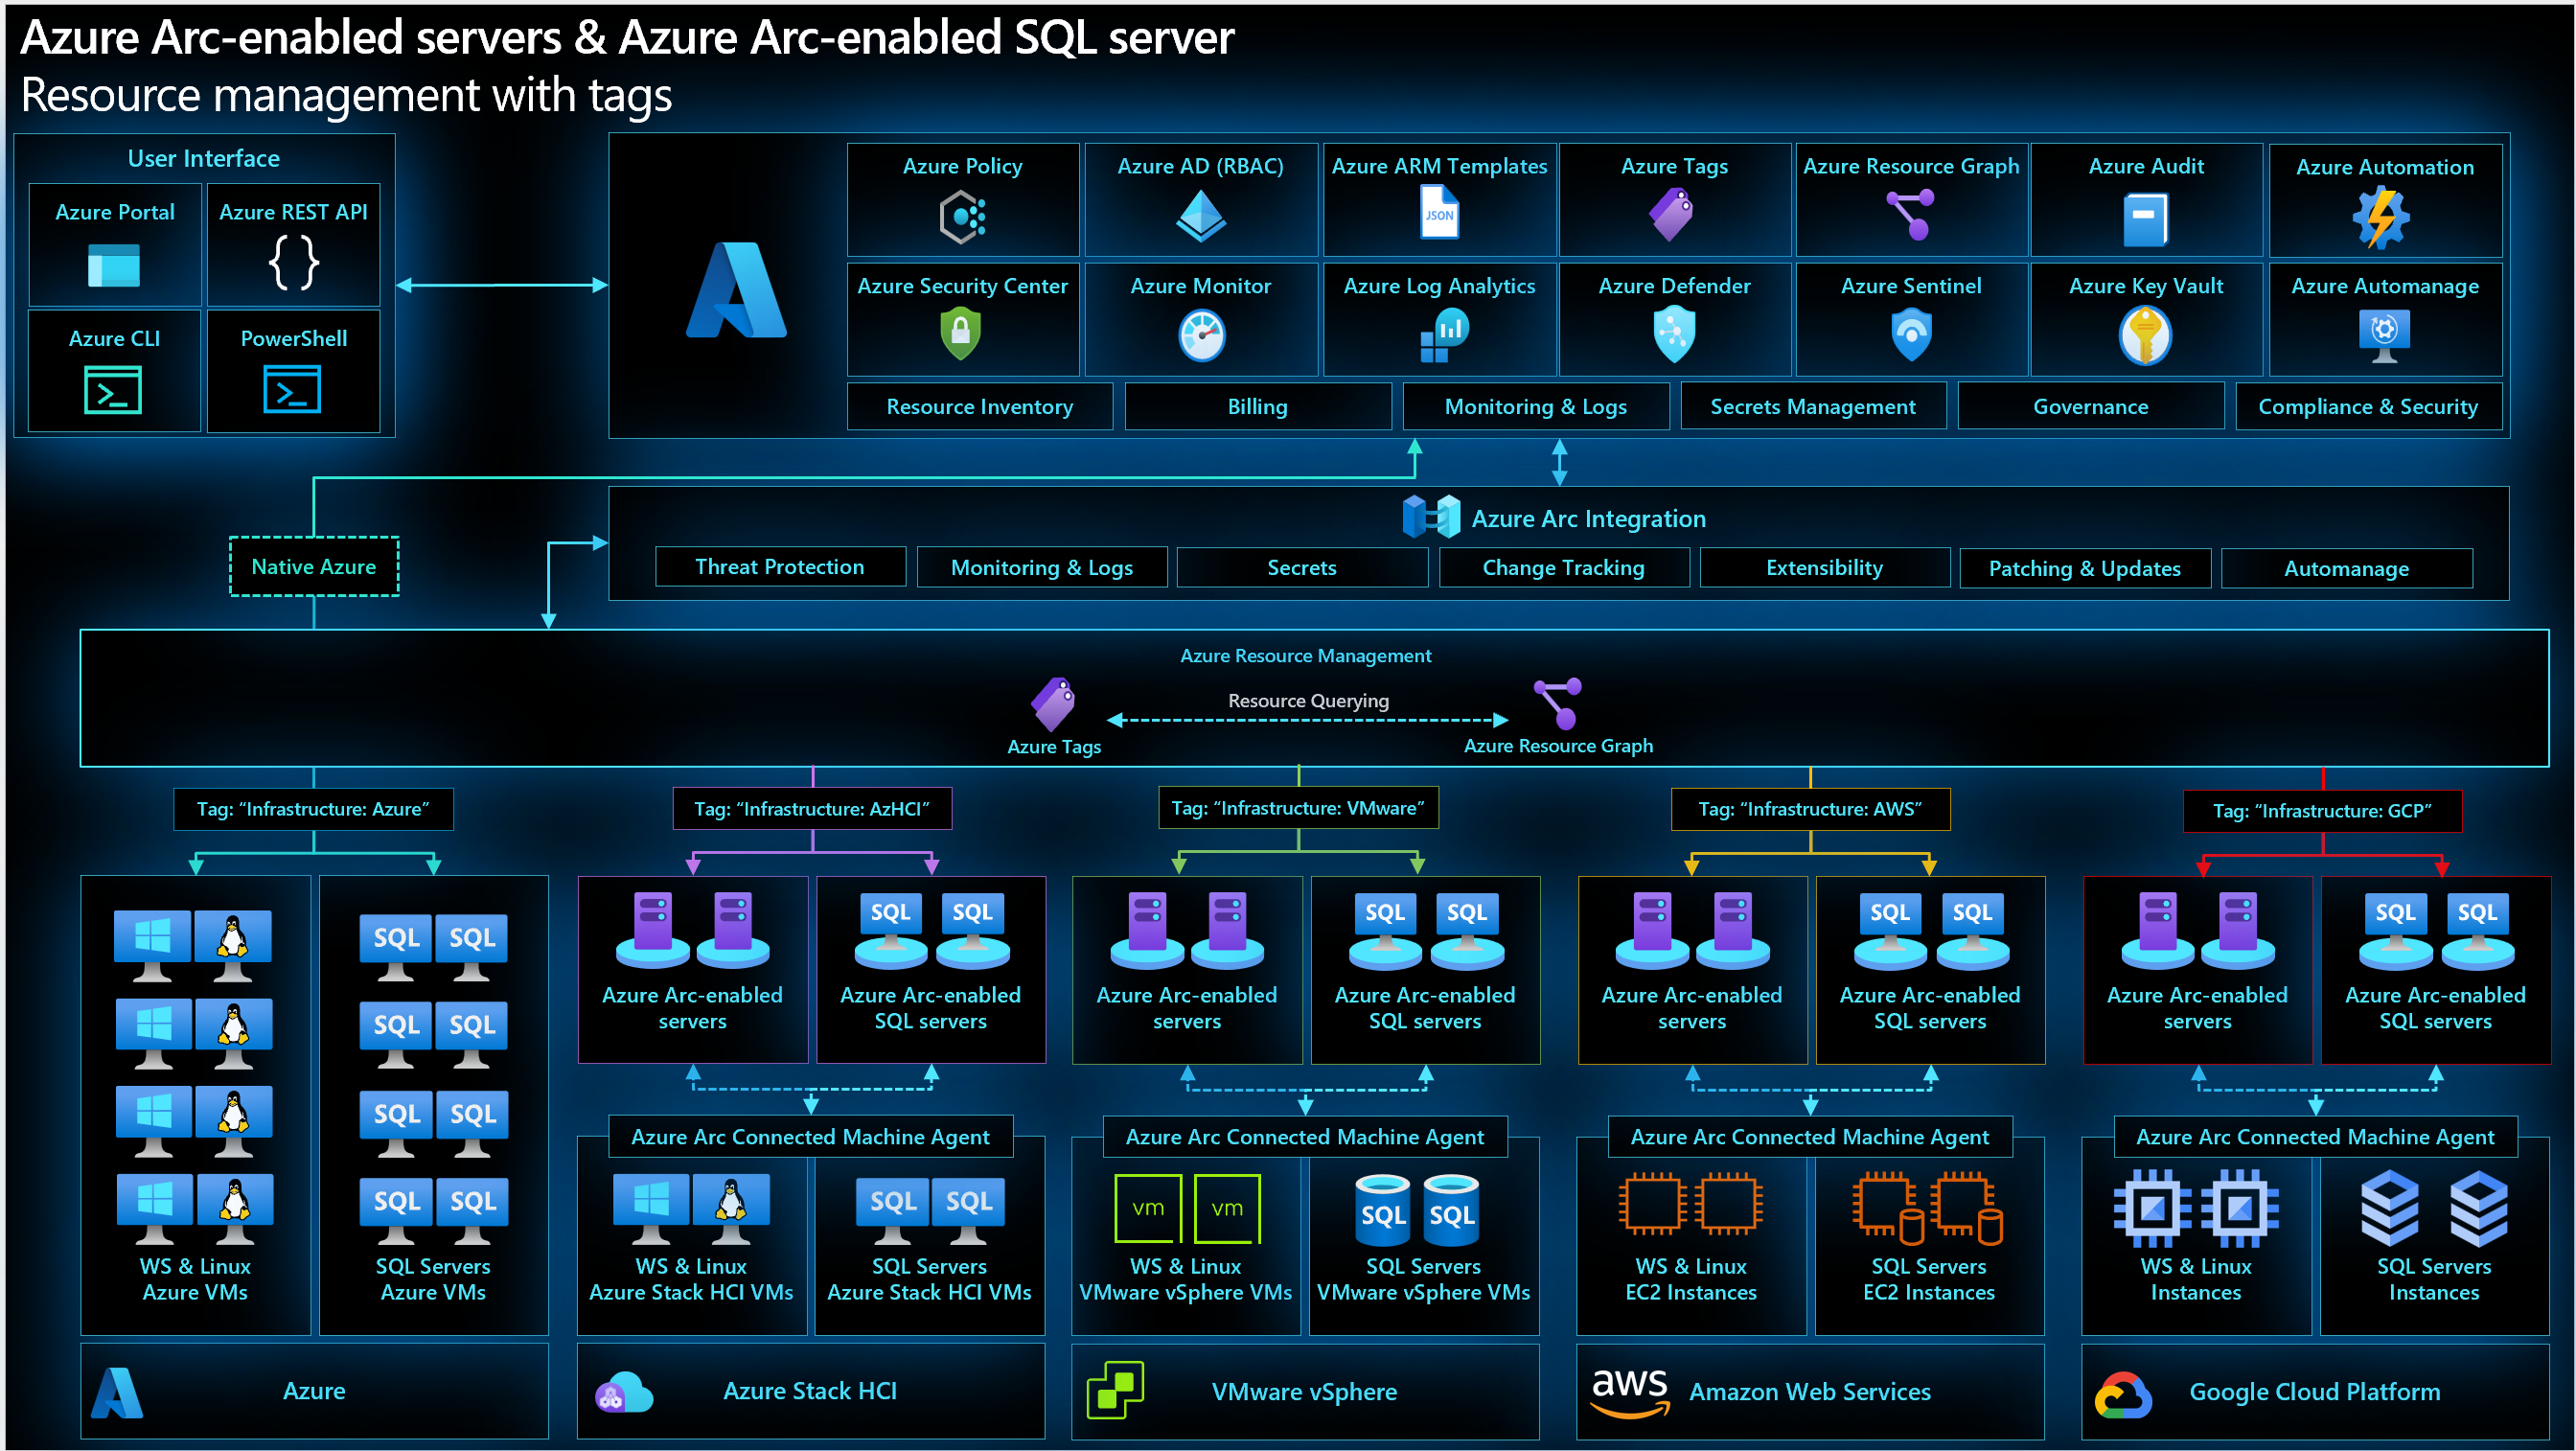 Azure Arc-enabled servers & Azure Arc-enabled SQL server
Resource management with tags
User Interface
Azure Portal
Azure REST API
{ }
Azure CLI
PowerShell
Azure Policy
Azure AD (RBAC)
Azure ARM Templates
JSON
Azure Tags
Azure Resource Graph
Azure Audit
Azure Automation
Azure Security Center
Azure Monitor
Azure Log Analytics
Azure Defender
Azure Sentinel
Azure Key Vault
Azure Automanage
Resource Inventory
Billing
Monitoring & Logs
Secrets Management
Governance
Compliance & Security
Native Azure
Azure Arc Integration
Threat Protection
Monitoring & Logs
Secrets
Change Tracking
Extensibility
Patching & Updates
Automanage
Azure Resource Management
Resource Querying
Azure Tags
Azure Resource Graph
Tag: “Infrastructure: Azure”
Tag: “Infrastructure: AzHCI”
Tag: “Infrastructure: VMware”
Tag: “Infrastructure: AWS”
Tag: “Infrastructure: GCP”
SQL SQL
SQL SQL
SQL SQL
SQL SQL
WS & Linux
Azure VMs
SQL Servers
Azure VMs
Azure
Azure Arc-enabled
servers
SQL SQL
Azure Arc-enabled
SQL servers
Azure Arc Connected Machine Agent
WS & Linux
Azure Stack HCI VMs
SQL SQL
SQL Servers
Azure Stack HCI VMs
Azure Stack HCI
Azure Arc-enabled
servers
SQL SQL
Azure Arc-enabled
SQL servers
Azure Arc Connected Machine Agent
vm vm
WS & Linux
VMware vSphere VMs
SQL SQL
SQL Servers
VMware vSphere VMs
VMware vSphere
Azure Arc-enabled
servers
SQL SQL
Azure Arc-enabled
SQL servers
Azure Arc Connected Machine Agent
WS & Linux
EC2 Instances
SQL Servers
EC2 Instances
aws
Amazon Web Services
Azure Arc-enabled
servers
SQL SQL
Azure Arc-enabled
SQL servers
Azure Arc Connected Machine Agent
WS & Linux
Instances
SQL Servers
Instances
Google Cloud Platform